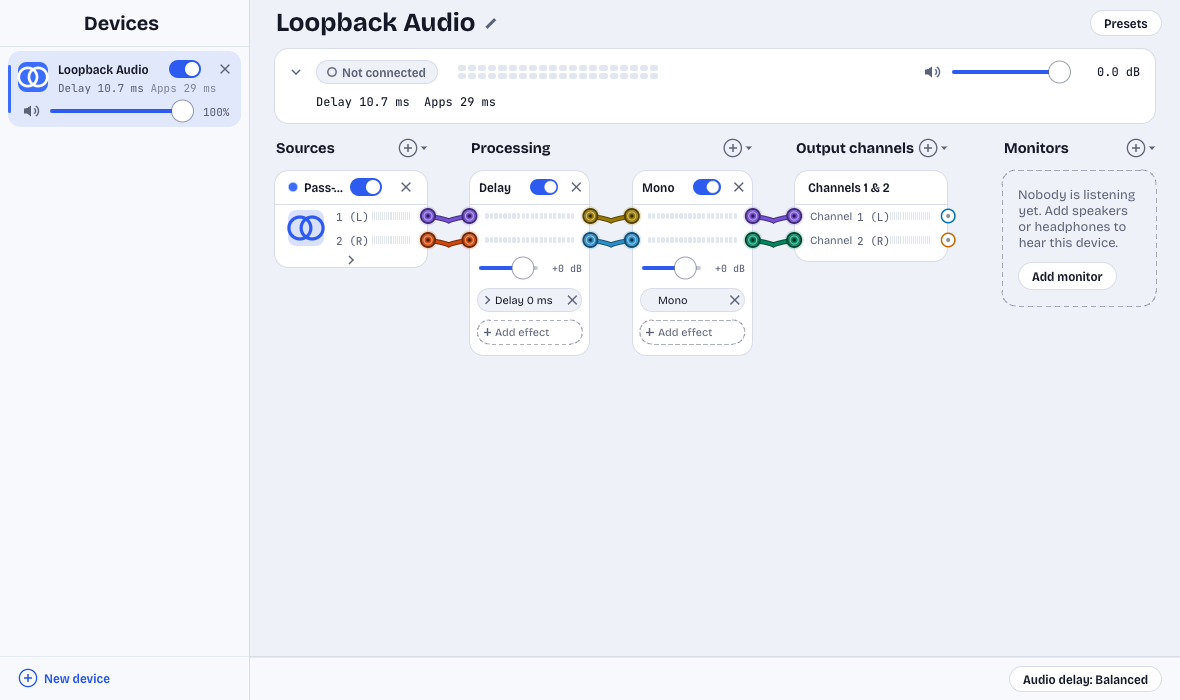 Devices
Loopback Audio
Delay 10.7 ms Apps 29 ms
100%
New device
Loopback Audio
Presets
Not connected
0.0 dB
Delay 10.7 ms Apps 29 ms
Sources
Processing
Output channels
Monitors
Pass-...
1 (L)
2 (R)
Delay
+0 dB
Delay 0 ms
Add effect
Mono
+0 dB
Mono
Add effect
Channels 1 & 2
Channel 1 (L)
Channel 2 (R)
Nobody is listening
yet. Add speakers
or headphones to
hear this device.
Add monitor
Audio delay: Balanced